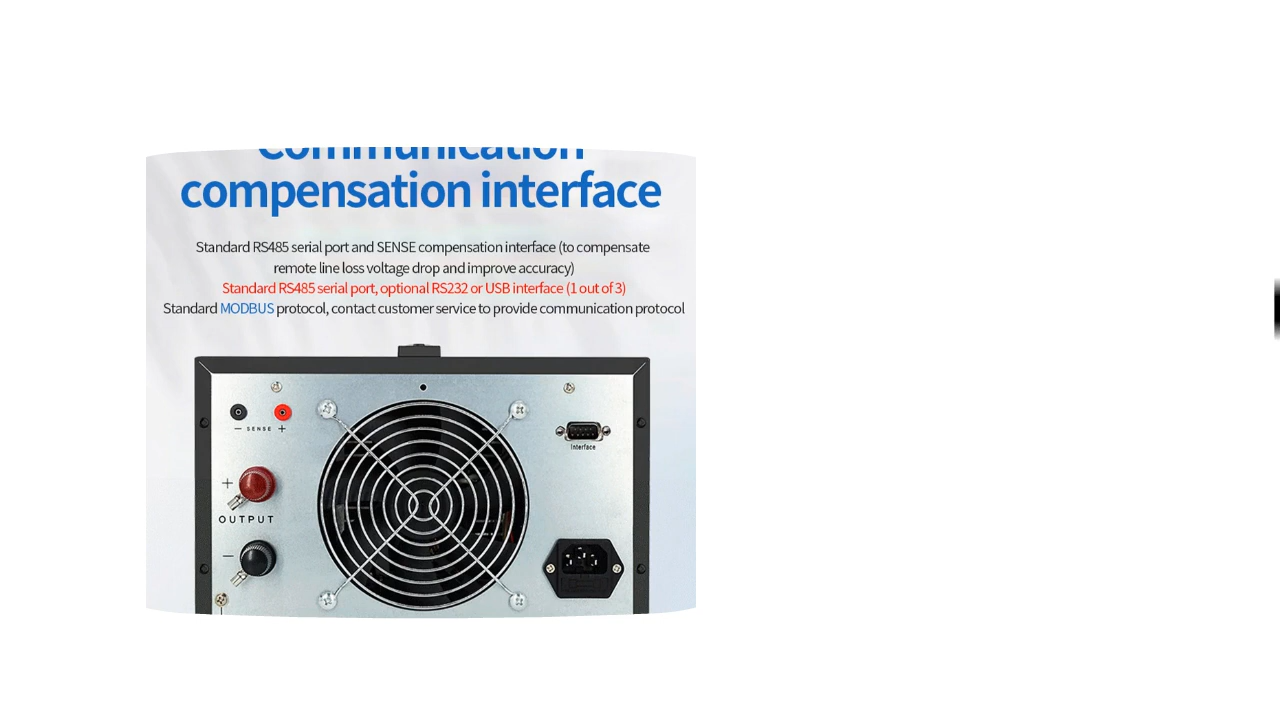 Communication
compensation interface
Standard RS485 serial port and SENSE compensation interface (to compensate
remote line loss voltage drop and improve accuracy)
Standard RS485 serial port, optional RS232 or USB interface (1 out of 3)
Standard MODBUS protocol, contact customer service to provide communication protocol
− SENSE +
Interface
+
OUTPUT
−